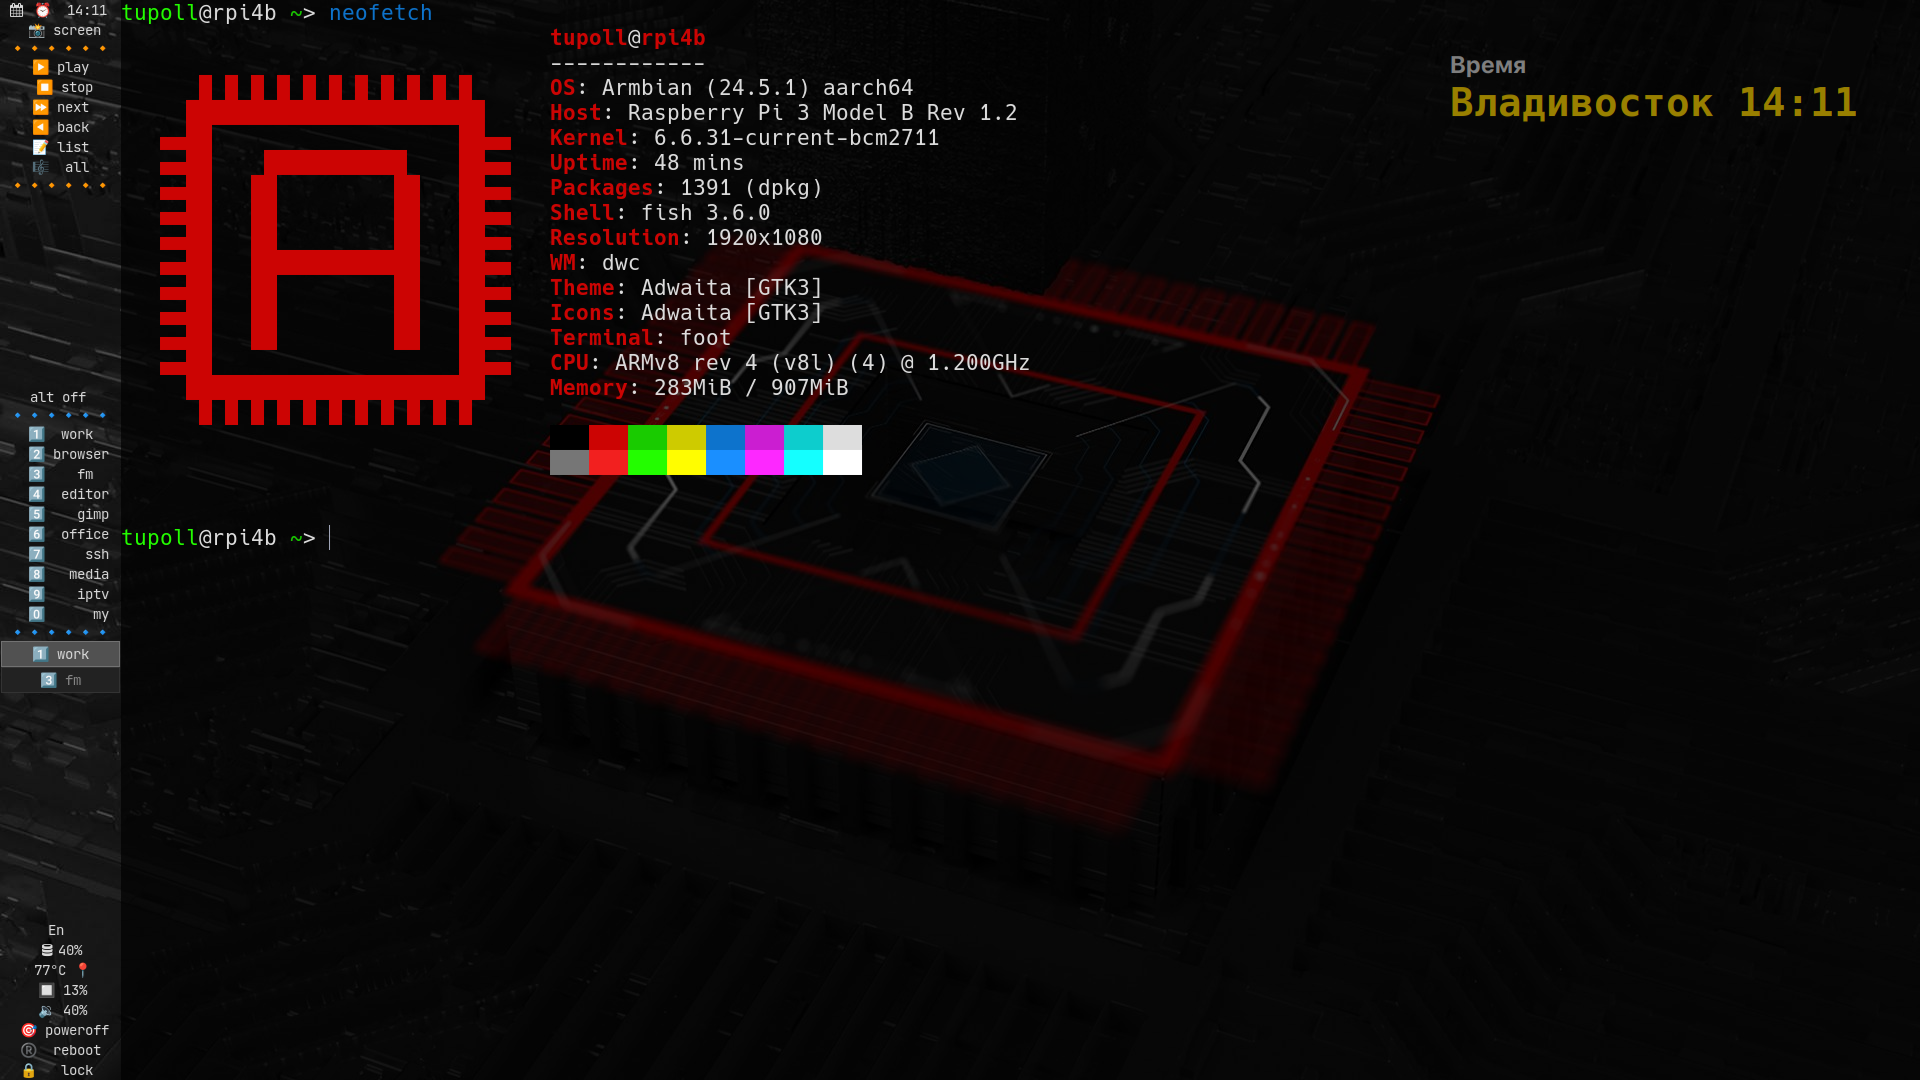 14:11
screen
play
stop
next
back
list
all
alt off
1 work
2 browser
3 fm
4 editor
5 gimp
6 office
7 ssh
8 media
9 iptv
0 my
1 work
3 fm
En
40%
77°C
13%
40%
poweroff
R reboot
lock
tupoll@rpi4b ~> neofetch
tupoll@rpi4b
------------
OS: Armbian (24.5.1) aarch64
Host: Raspberry Pi 3 Model B Rev 1.2
Kernel: 6.6.31-current-bcm2711
Uptime: 48 mins
Packages: 1391 (dpkg)
Shell: fish 3.6.0
Resolution: 1920x1080
WM: dwc
Theme: Adwaita [GTK3]
Icons: Adwaita [GTK3]
Terminal: foot
CPU: ARMv8 rev 4 (v8l) (4) @ 1.200GHz
Memory: 283MiB / 907MiB
tupoll@rpi4b ~>
Время
Владивосток 14:11